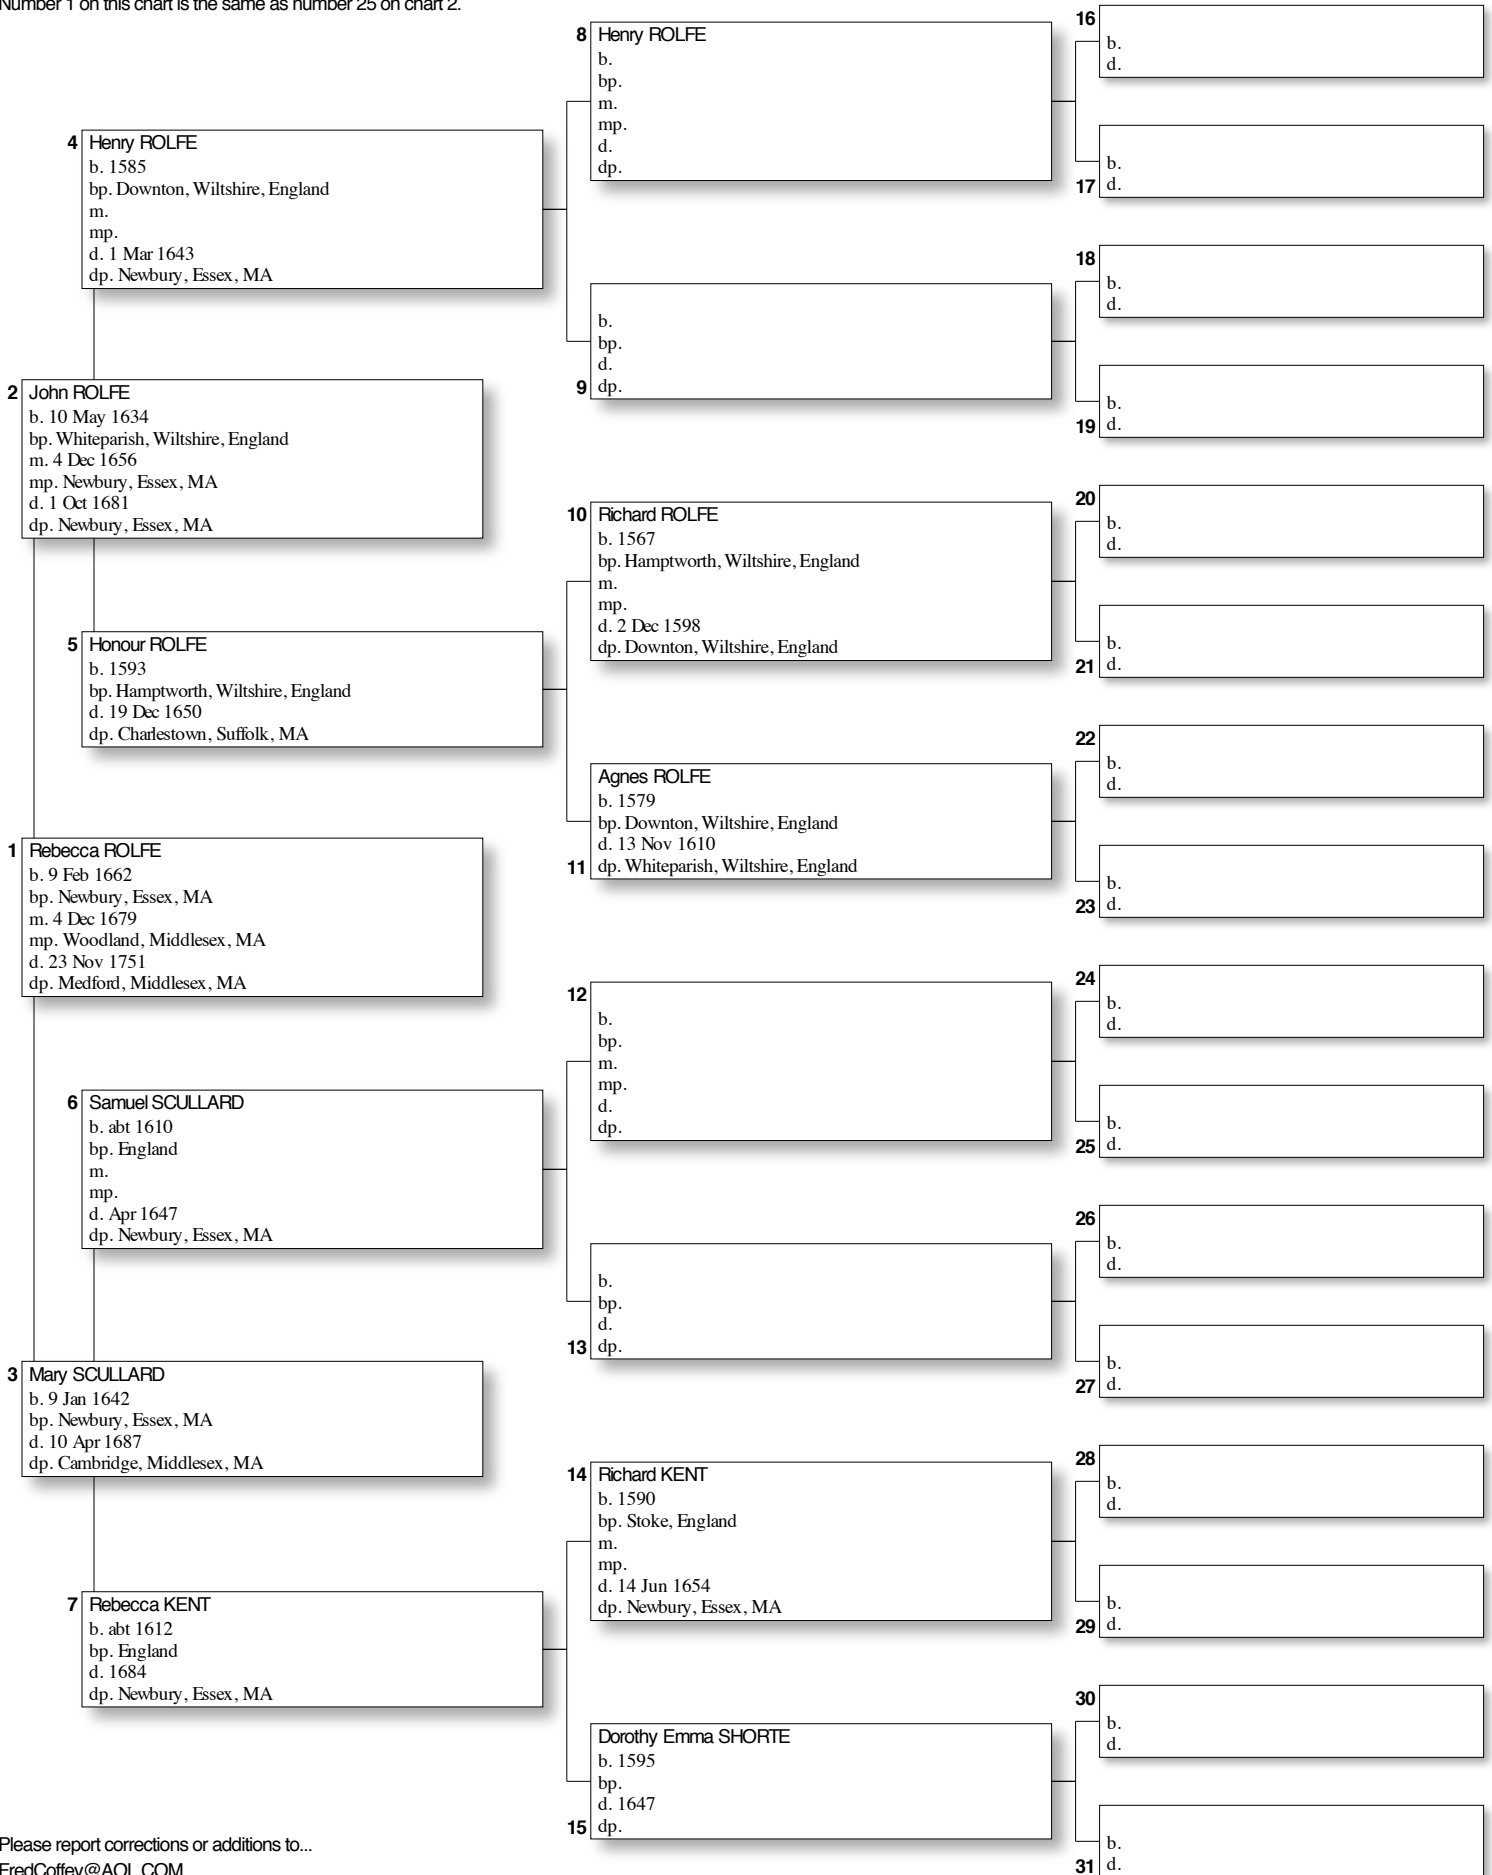 Number 1 on this chart is the same as number 25 on chart 2.
8 Henry ROLFE
b.
bp.
m.
mp.
d.
dp.
16
b.
d.
b.
17 d.
4 Henry ROLFE
b. 1585
bp. Downton, Wiltshire, England
m.
mp.
d. 1 Mar 1643
dp. Newbury, Essex, MA
b.
bp.
d.
9 dp.
18
b.
d.
b.
19 d.
2 John ROLFE
b. 10 May 1634
bp. Whiteparish, Wiltshire, England
m. 4 Dec 1656
mp. Newbury, Essex, MA
d. 1 Oct 1681
dp. Newbury, Essex, MA
10 Richard ROLFE
b. 1567
bp. Hamptworth, Wiltshire, England
m.
mp.
d. 2 Dec 1598
dp. Downton, Wiltshire, England
20
b.
d.
b.
21 d.
5 Honour ROLFE
b. 1593
bp. Hamptworth, Wiltshire, England
d. 19 Dec 1650
dp. Charlestown, Suffolk, MA
Agnes ROLFE
b. 1579
bp. Downton, Wiltshire, England
d. 13 Nov 1610
11 dp. Whiteparish, Wiltshire, England
22
b.
d.
b.
23 d.
1 Rebecca ROLFE
b. 9 Feb 1662
bp. Newbury, Essex, MA
m. 4 Dec 1679
mp. Woodland, Middlesex, MA
d. 23 Nov 1751
dp. Medford, Middlesex, MA
12
b.
bp.
m.
mp.
d.
dp.
24
b.
d.
b.
25 d.
6 Samuel SCULLARD
b. abt 1610
bp. England
m.
mp.
d. Apr 1647
dp. Newbury, Essex, MA
b.
bp.
d.
13 dp.
26
b.
d.
b.
27 d.
3 Mary SCULLARD
b. 9 Jan 1642
bp. Newbury, Essex, MA
d. 10 Apr 1687
dp. Cambridge, Middlesex, MA
14 Richard KENT
b. 1590
bp. Stoke, England
m.
mp.
d. 14 Jun 1654
dp. Newbury, Essex, MA
28
b.
d.
b.
29 d.
7 Rebecca KENT
b. abt 1612
bp. England
d. 1684
dp. Newbury, Essex, MA
Dorothy Emma SHORTE
b. 1595
bp.
d. 1647
15 dp.
30
b.
d.
b.
31 d.
Please report corrections or additions to...
FredCoffey@AOL.COM